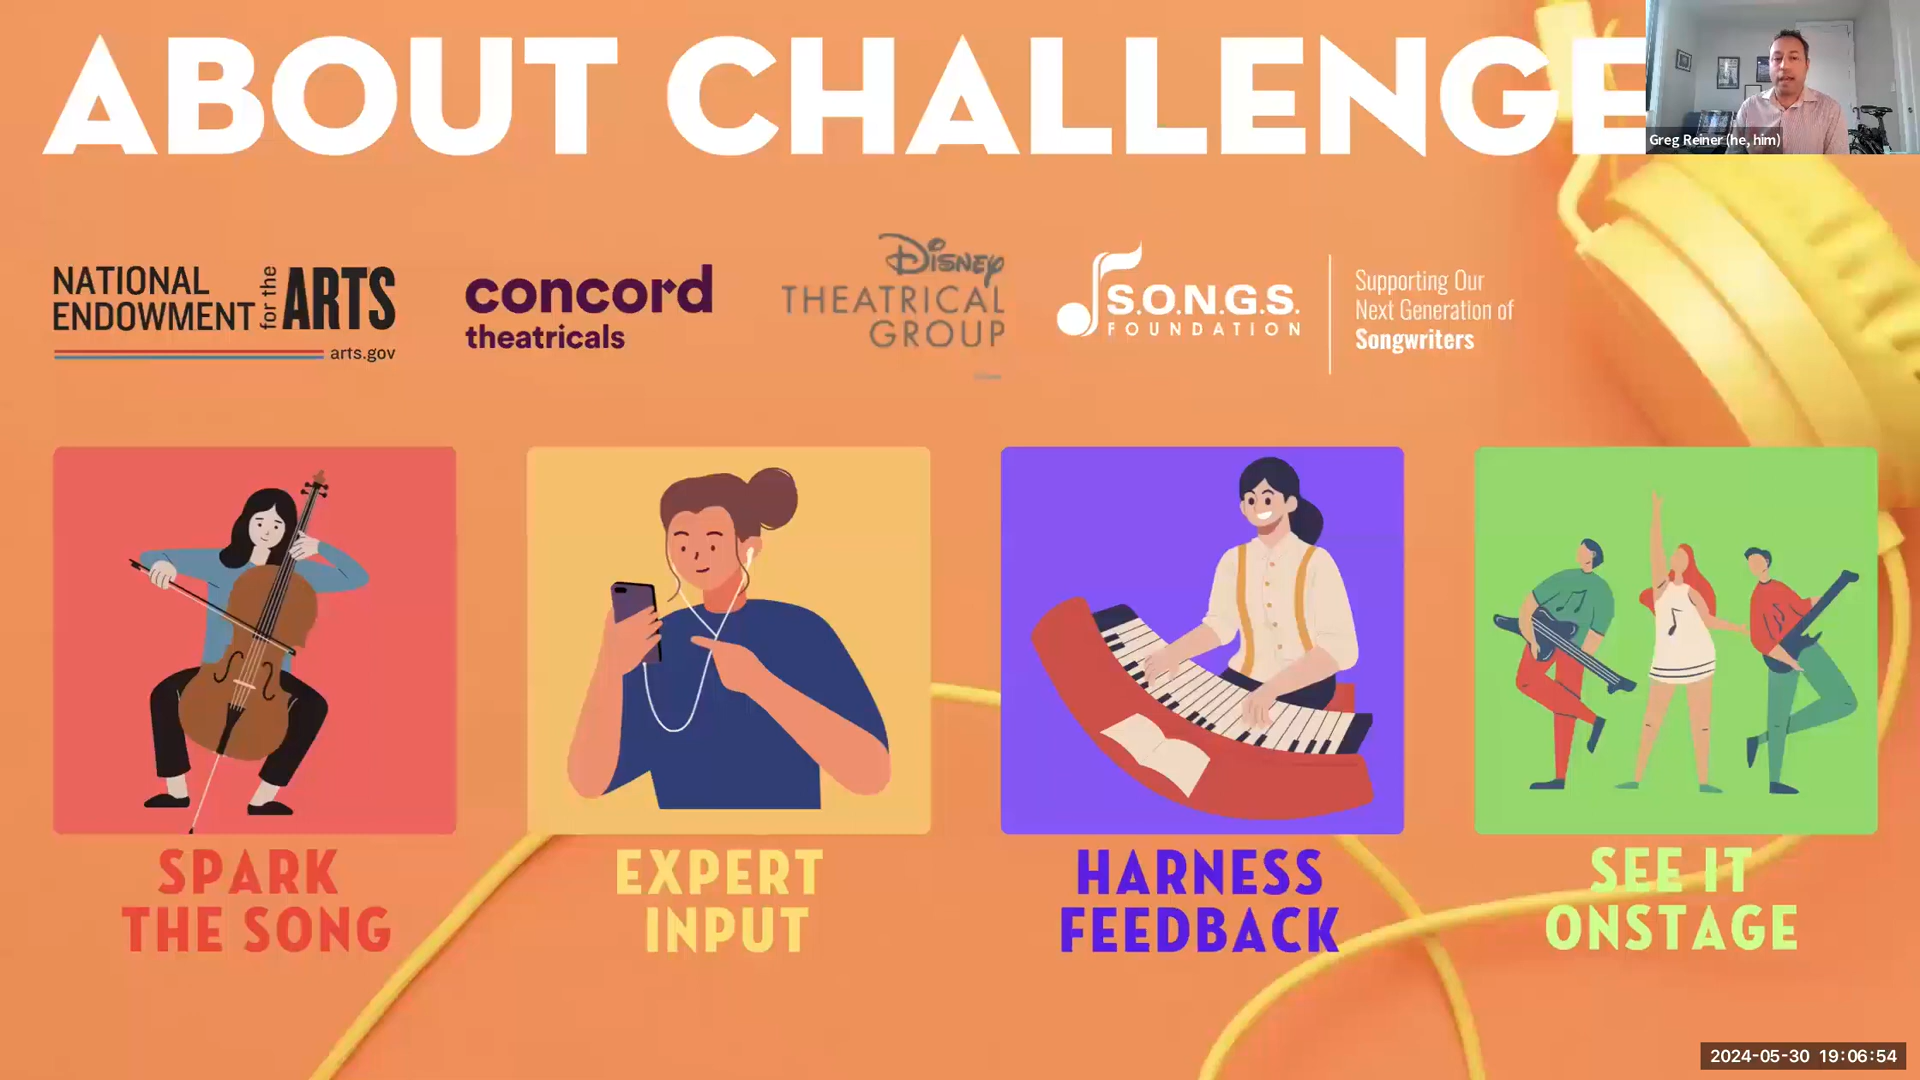 ABOUT CHALLENGE
Greg Reiner (he, him)
NATIONAL
ENDOWMENT
for the
ARTS
arts.gov
concord
theatricals
Disney
THEATRICAL
GROUP
S.O.N.G.S.
FOUNDATION
Supporting Our
Next Generation of
Songwriters
SPARK
THE SONG
EXPERT
INPUT
HARNESS
FEEDBACK
SEE IT
ONSTAGE
2024-05-30 19:06:54